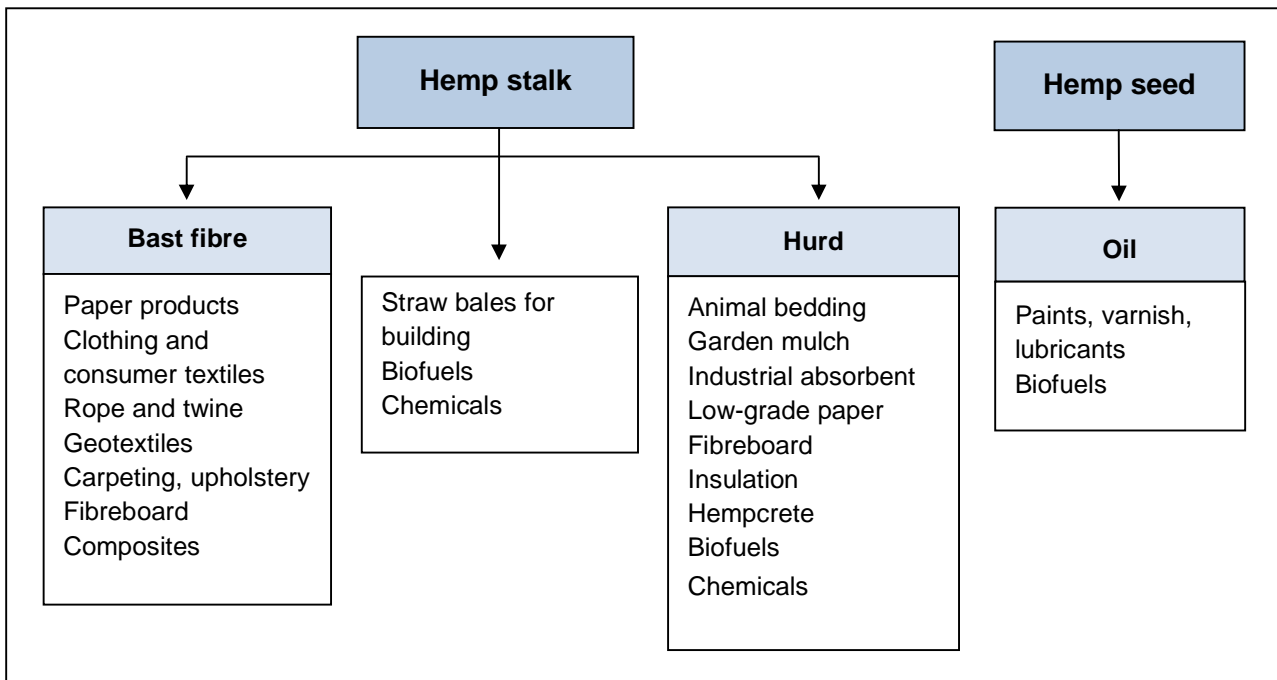 Hemp stalk
Hemp seed
Bast fibre
Paper products
Clothing and
consumer textiles
Rope and twine
Geotextiles
Carpeting, upholstery
Fibreboard
Composites
Straw bales for
building
Biofuels
Chemicals
Hurd
Animal bedding
Garden mulch
Industrial absorbent
Low-grade paper
Fibreboard
Insulation
Hempcrete
Biofuels
Chemicals
Oil
Paints, varnish,
lubricants
Biofuels